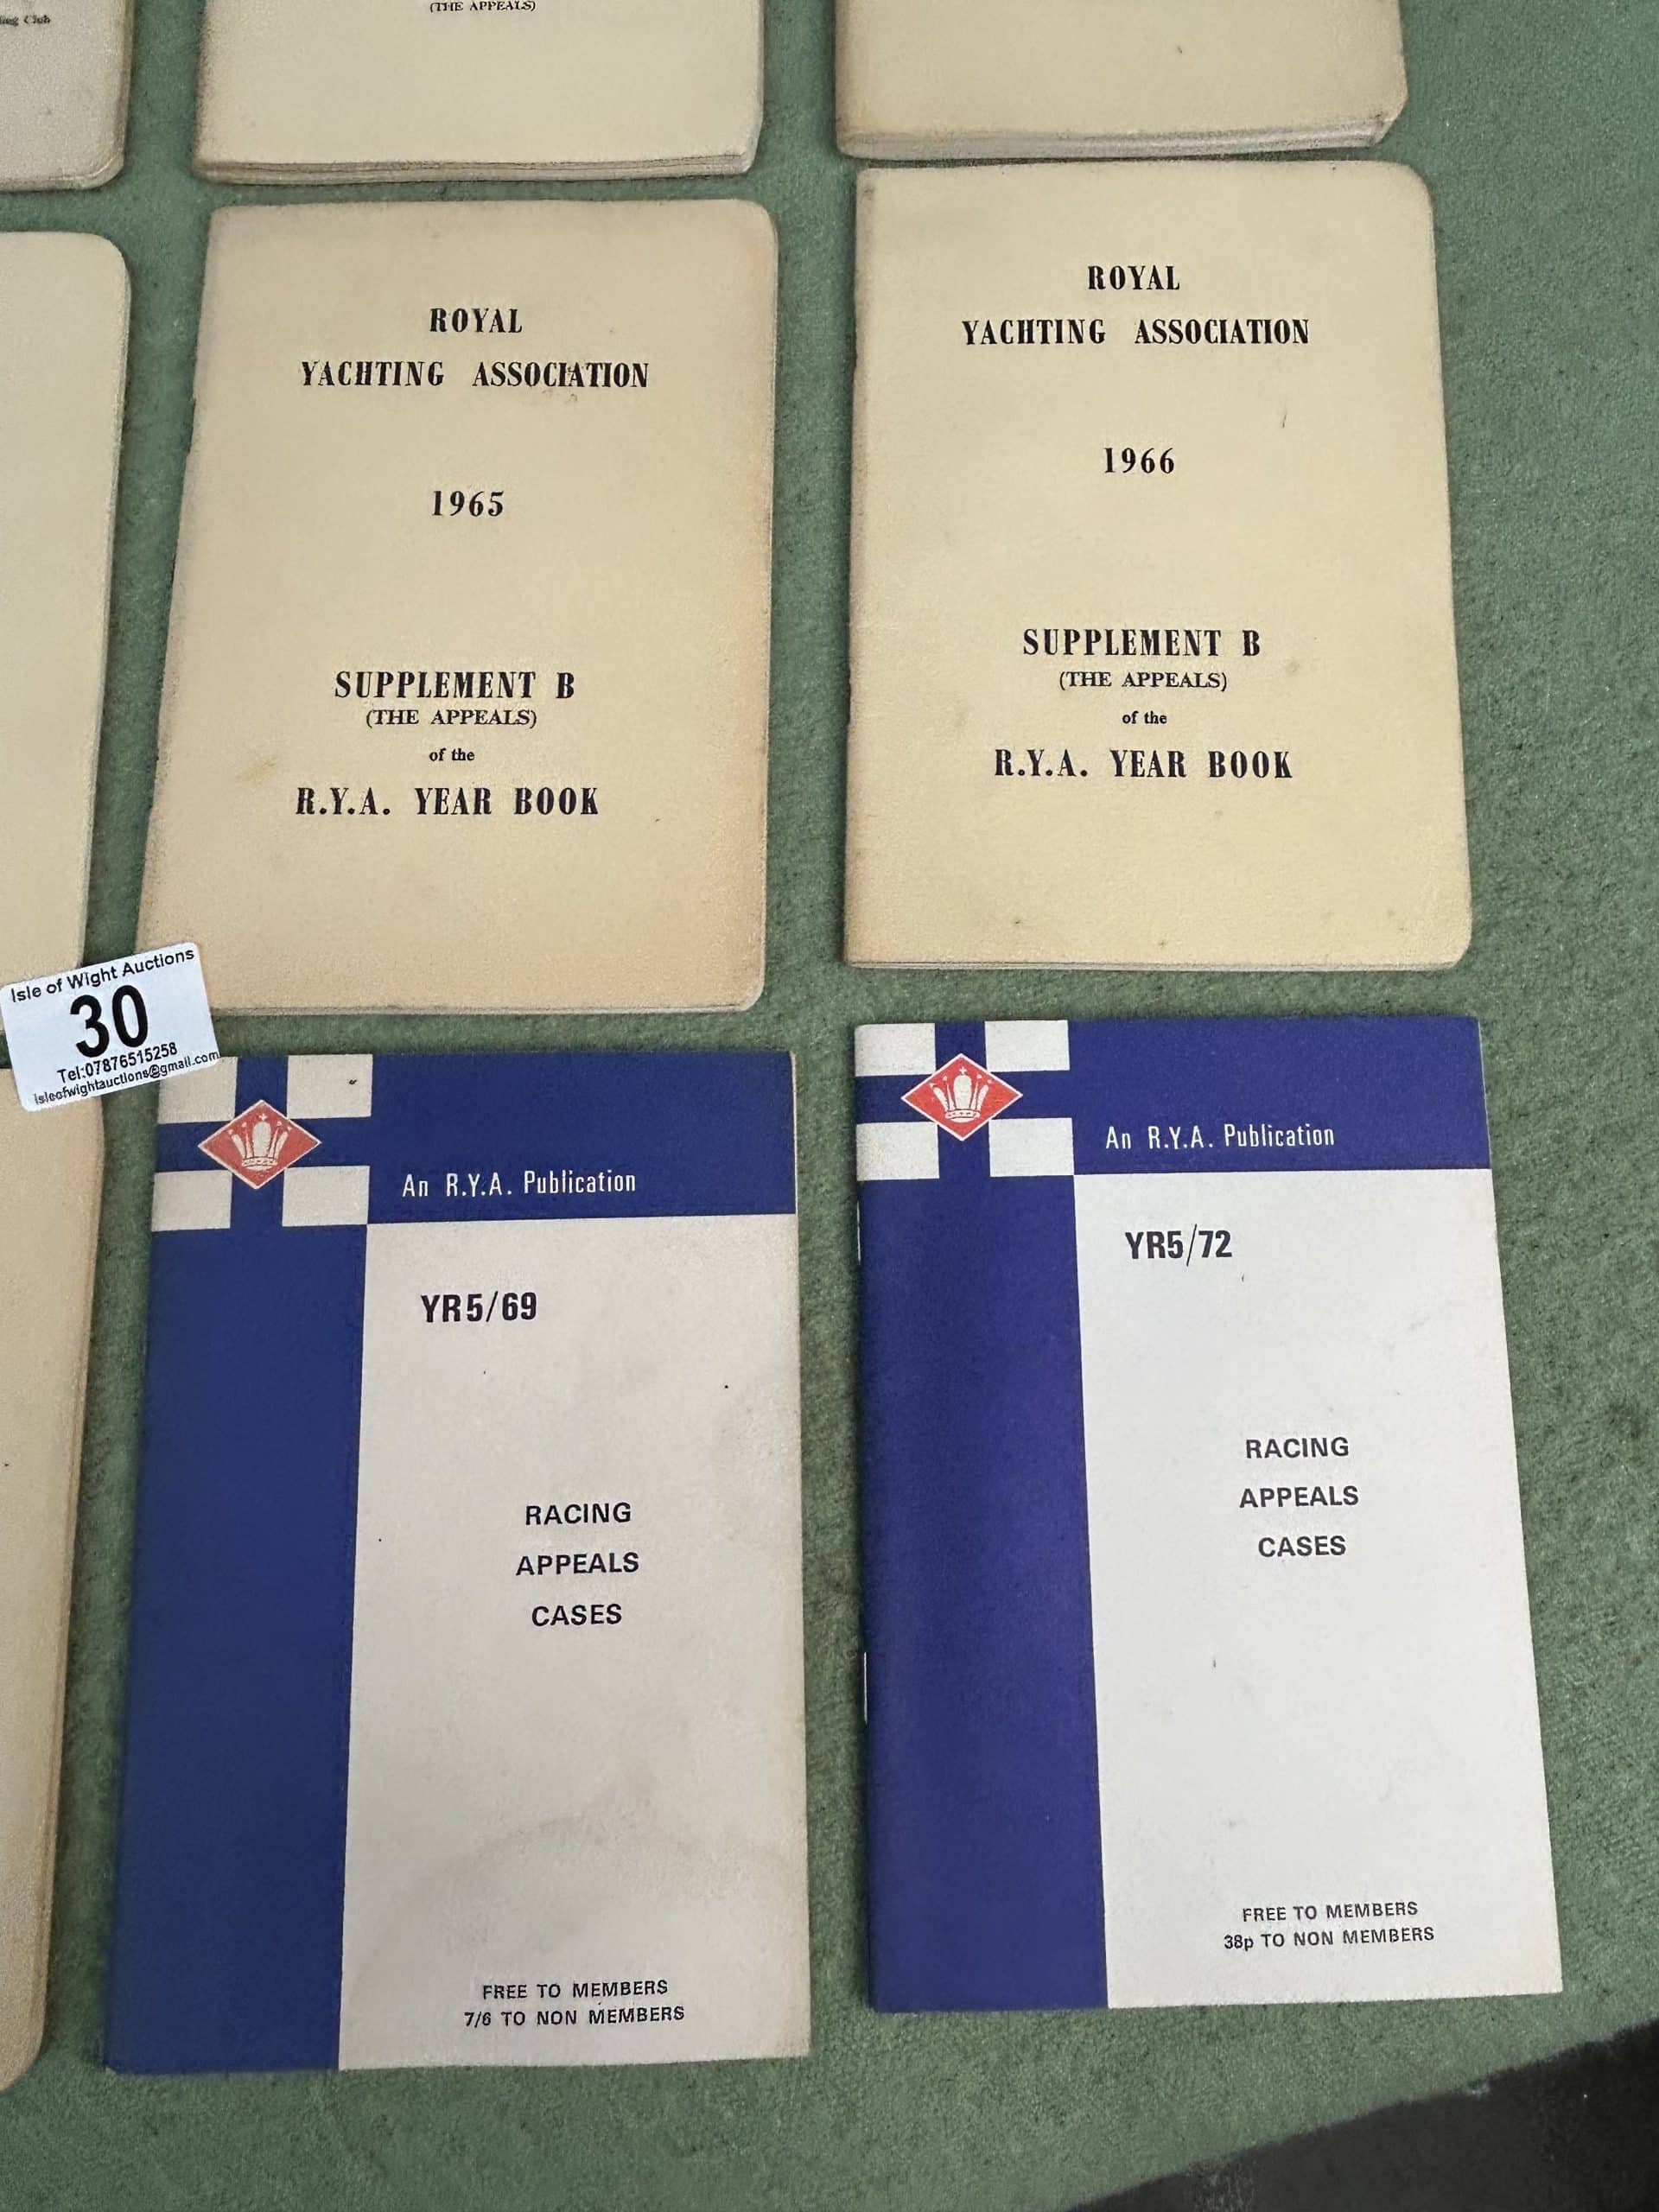 ing Club
(THE APPEALS)
ROYAL
YACHTING ASSOCIATION
1965
SUPPLEMENT B
(THE APPEALS)
of the
R.Y.A. YEAR BOOK
ROYAL
YACHTING ASSOCIATION
1966
SUPPLEMENT B
(THE APPEALS)
of the
R.Y.A. YEAR BOOK
Isle of Wight Auctions
30
Tel:07876515258
isleofwightauctions@gmail.com
An R.Y.A. Publication
YR5/69
RACING
APPEALS
CASES
FREE TO MEMBERS
7/6 TO NON MEMBERS
An R.Y.A. Publication
YR5/72
RACING
APPEALS
CASES
FREE TO MEMBERS
38p TO NON MEMBERS